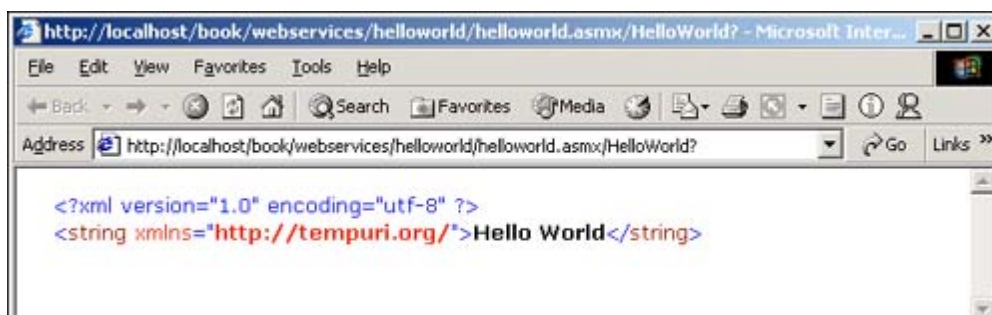 http://localhost/book/webservices/helloworld/helloworld.asmx/HelloWorld? - Microsoft Inter...
File Edit View Favorites Tools Help
Back Search Favorites Media
Address http://localhost/book/webservices/helloworld/helloworld.asmx/HelloWorld? Go Links »
<?xml version="1.0" encoding="utf-8" ?>
<string xmlns="http://tempuri.org/">Hello World</string>